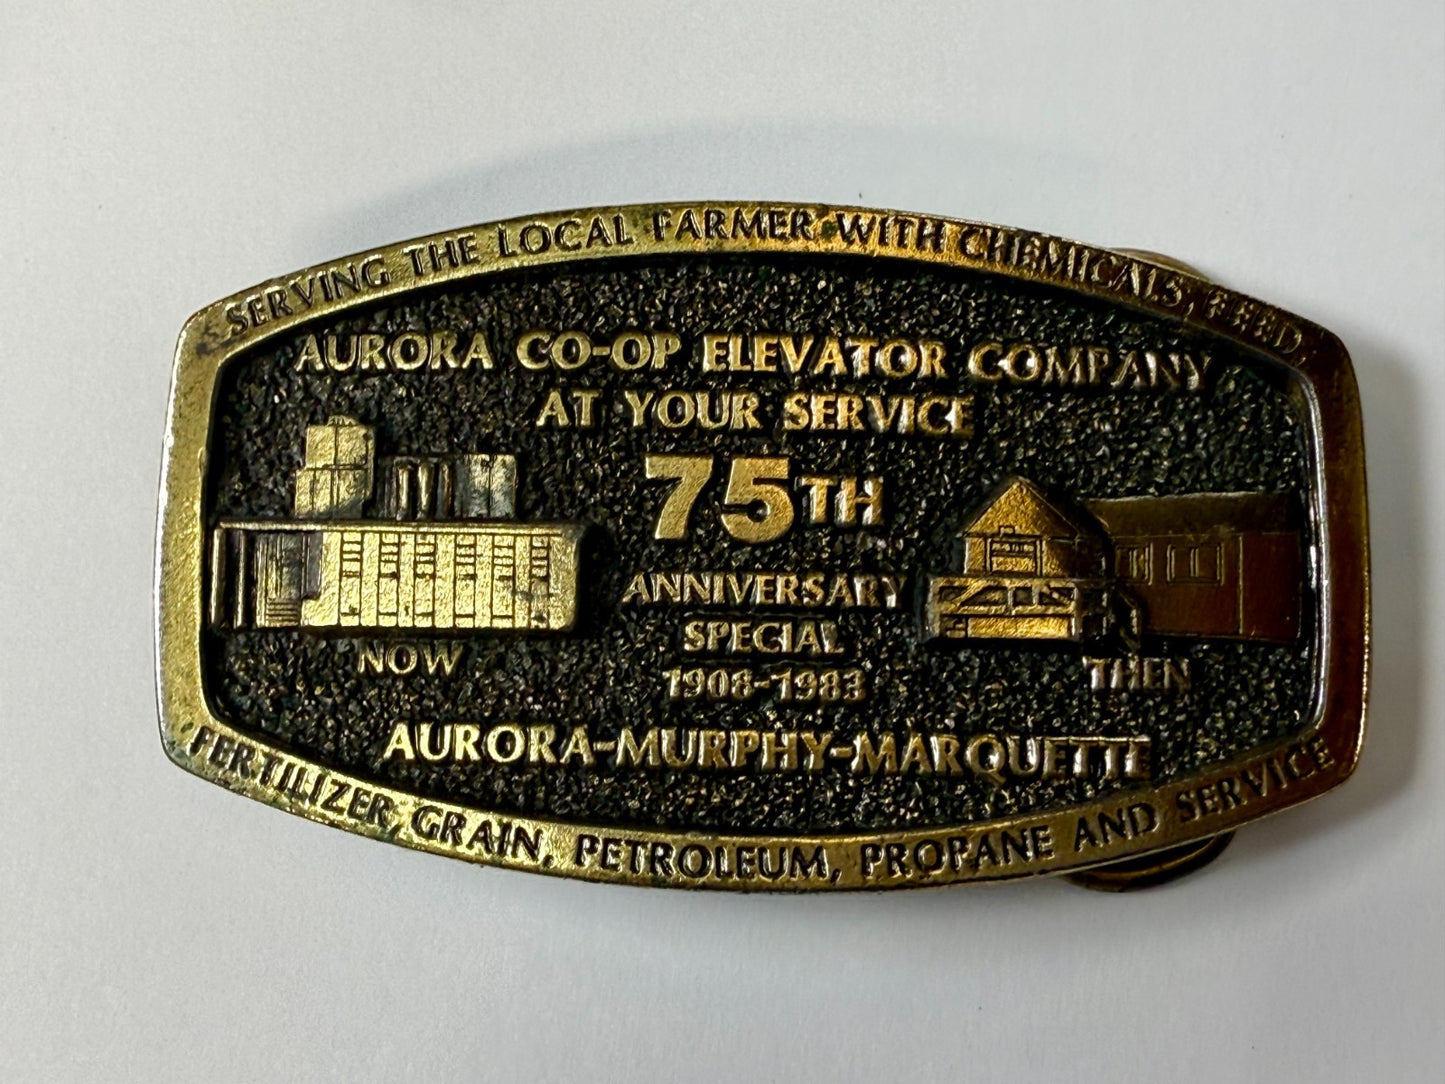 SERVING THE LOCAL FARMER WITH CHEMICALS, FEED,
AURORA CO-OP ELEVATOR COMPANY
AT YOUR SERVICE
75TH
ANNIVERSARY
SPECIAL
1908-1983
NOW
THEN
AURORA-MURPHY-MARQUETTE
FERTILIZER, GRAIN, PETROLEUM, PROPANE AND SERVICE